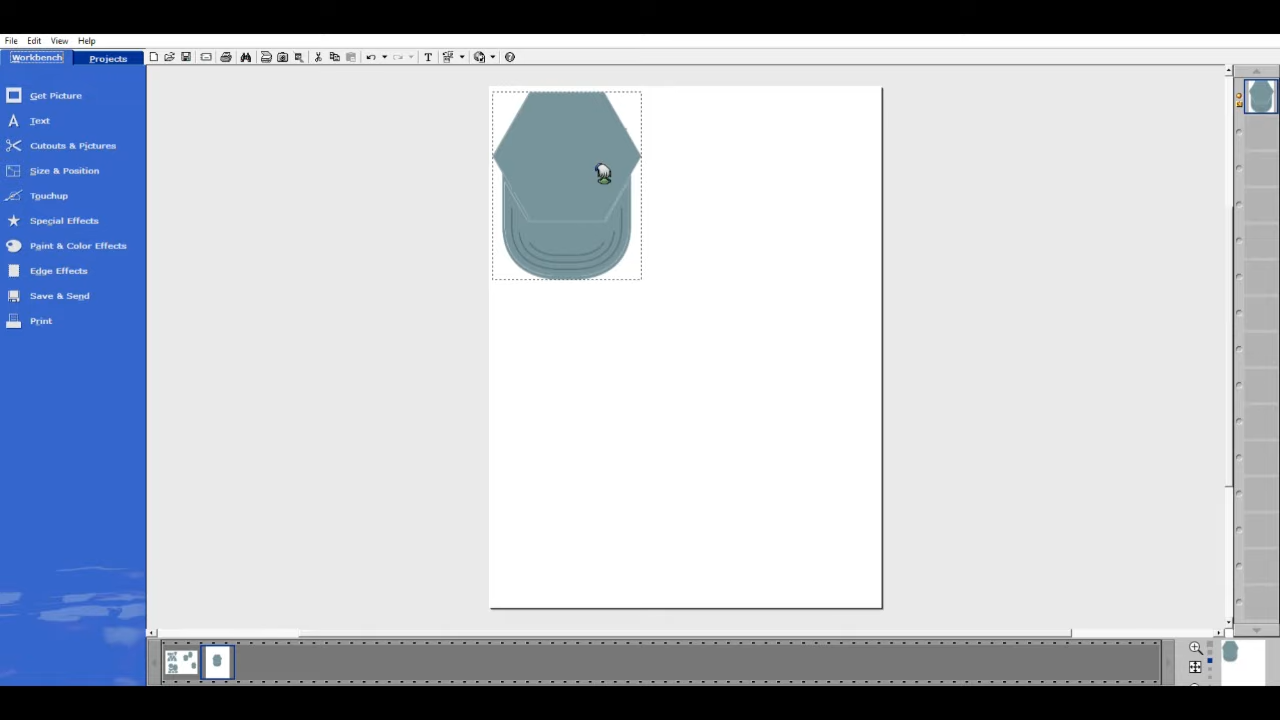 File Edit View Help
Workbench Projects
Get Picture
Text
Cutouts & Pictures
Size & Position
Touchup
Special Effects
Paint & Color Effects
Edge Effects
Save & Send
Print